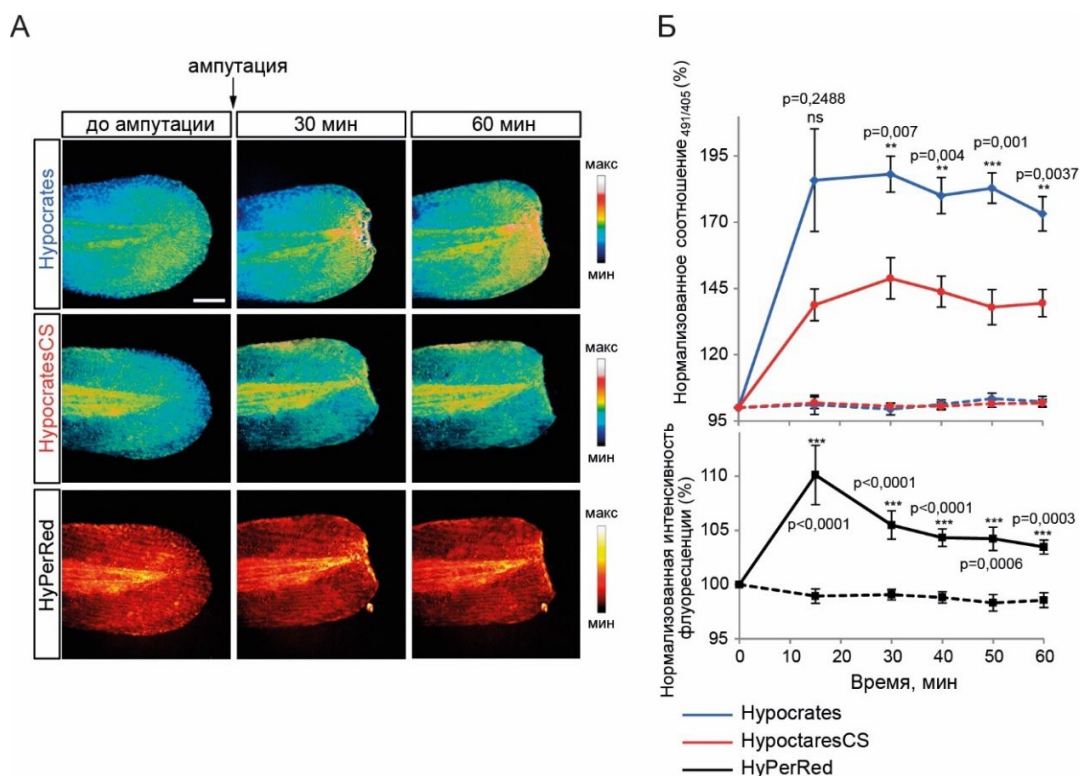 А
ампутация
до ампутации
30 мин
60 мин
Hypocrates
макс
мин
HypocratesCS
макс
мин
HyPerRed
макс
мин
Б
Нормализованное соотношение 491/405 (%)
195
170
145
120
95
p=0,2488
ns
p=0,007
**
p=0,004
**
p=0,001
***
p=0,0037
**
Нормализованная интенсивность
флуоресценции (%)
110
105
100
95
***
p<0,0001
p<0,0001
***
p<0,0001
***
***
p=0,0006
p=0,0003
***
0 10 20 30 40 50 60
Время, мин
Hypocrates
HypoctaresCS
HyPerRed